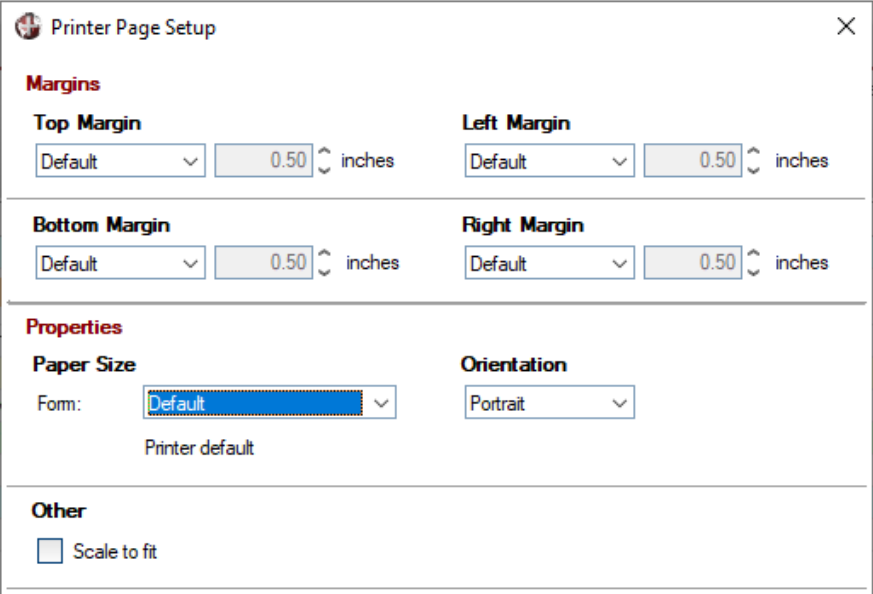 Printer Page Setup
Margins
Top Margin
Left Margin
Default 0.50 inches
Default 0.50 inches
Bottom Margin
Right Margin
Default 0.50 inches
Default 0.50 inches
Properties
Paper Size
Orientation
Form: Default
Portrait
Printer default
Other
Scale to fit